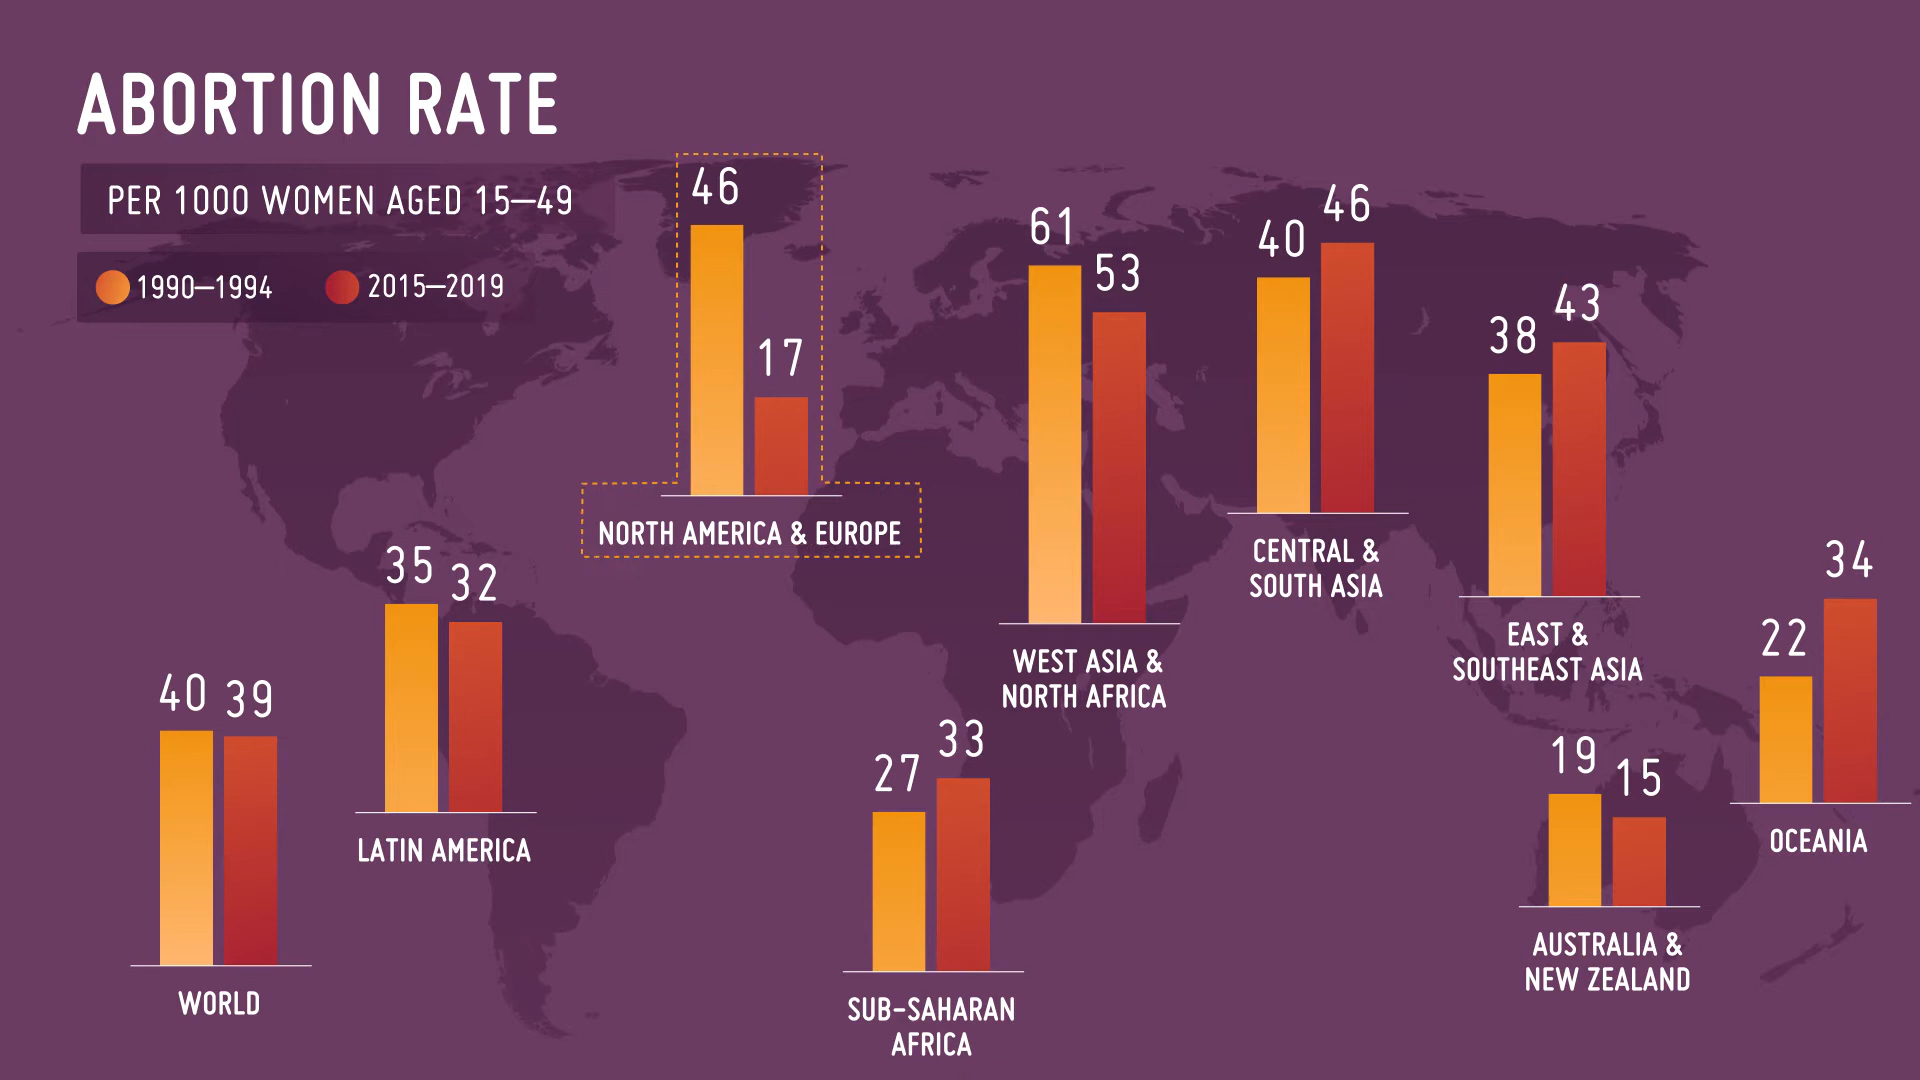 ABORTION RATE
PER 1000 WOMEN AGED 15–49
1990–1994
2015–2019
46
17
NORTH AMERICA & EUROPE
61
53
WEST ASIA &
NORTH AFRICA
40
46
CENTRAL &
SOUTH ASIA
38
43
EAST &
SOUTHEAST ASIA
35
32
LATIN AMERICA
40
39
WORLD
27
33
SUB-SAHARAN
AFRICA
19
15
AUSTRALIA &
NEW ZEALAND
22
34
OCEANIA